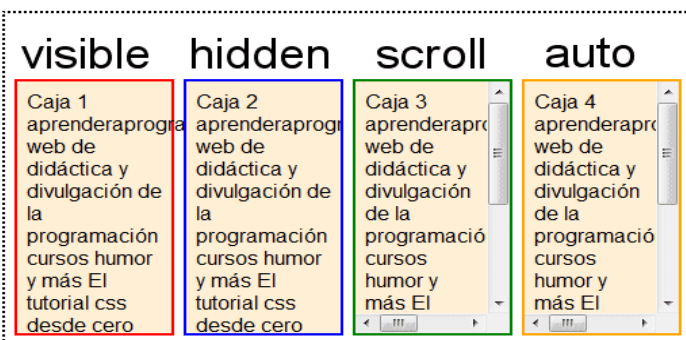 visible hidden scroll auto
Caja 1
aprenderaprogra
web de
didáctica y
divulgación de
la
programación
cursos humor
y más El
tutorial css
desde cero
Caja 2
aprenderaprogr
web de
didáctica y
divulgación de
la
programación
cursos humor
y más El
tutorial css
desde cero
Caja 3
aprenderapro
web de
didáctica y
divulgación
de la
programació
cursos
humor y
más El
Caja 4
aprenderapro
web de
didáctica y
divulgación
de la
programació
cursos
humor y
más El